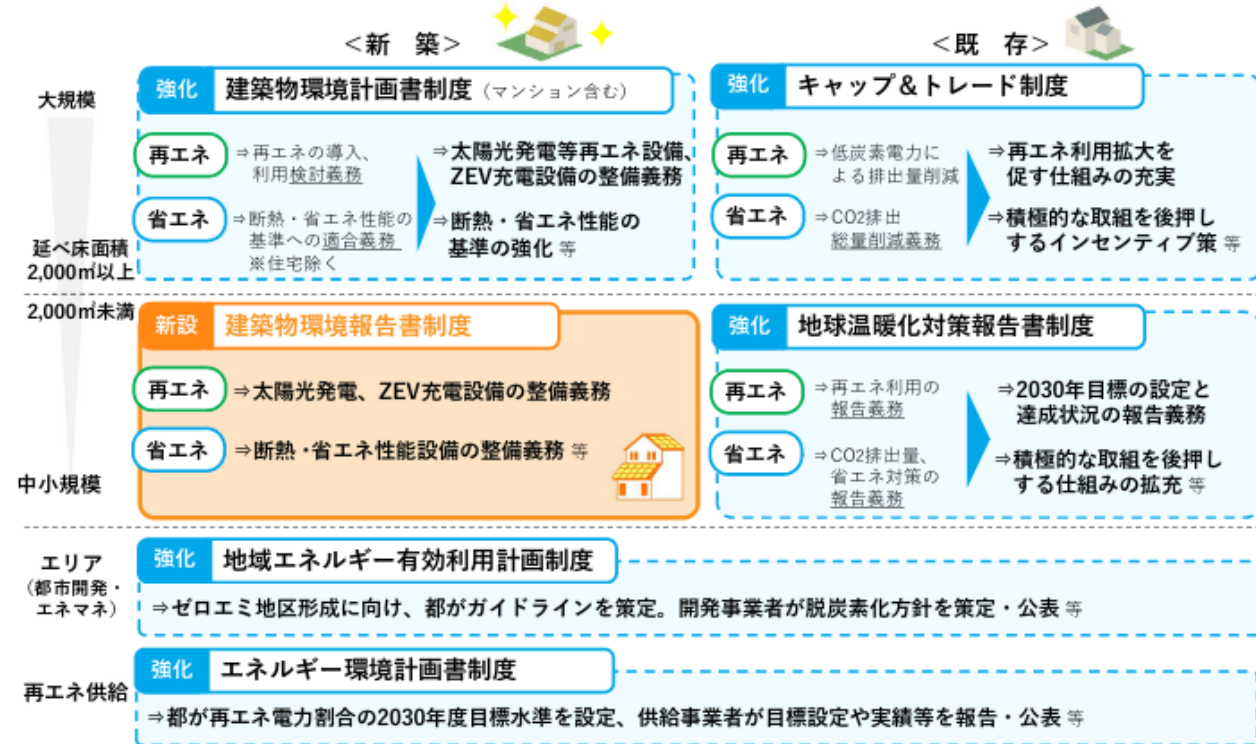 ＜新　築＞
＜既　存＞
大規模
強化
建築物環境計画書制度（マンション含む）
再エネ
⇒再エネの導入、
利用検討義務
⇒太陽光発電等再エネ設備、
ZEV充電設備の整備義務
省エネ
⇒断熱・省エネ性能の
基準への適合義務
※住宅除く
⇒断熱・省エネ性能の
基準の強化 等
強化
キャップ＆トレード制度
再エネ
⇒低炭素電力に
よる排出量削減
⇒再エネ利用拡大を
促す仕組みの充実
省エネ
⇒CO2排出
総量削減義務
⇒積極的な取組を後押し
するインセンティブ策 等
延べ床面積
2,000㎡以上
2,000㎡未満
新設
建築物環境報告書制度
再エネ
⇒太陽光発電、ZEV充電設備の整備義務
省エネ
⇒断熱・省エネ性能設備の整備義務 等
強化
地球温暖化対策報告書制度
再エネ
⇒再エネ利用の
報告義務
⇒2030年目標の設定と
達成状況の報告義務
省エネ
⇒CO2排出量、
省エネ対策の
報告義務
⇒積極的な取組を後押し
する仕組みの拡充 等
中小規模
エリア
（都市開発・
エネマネ）
強化
地域エネルギー有効利用計画制度
⇒ゼロエミ地区形成に向け、都がガイドラインを策定。開発事業者が脱炭素化方針を策定・公表 等
再エネ供給
強化
エネルギー環境計画書制度
⇒都が再エネ電力割合の2030年度目標水準を設定、供給事業者が目標設定や実績等を報告・公表 等